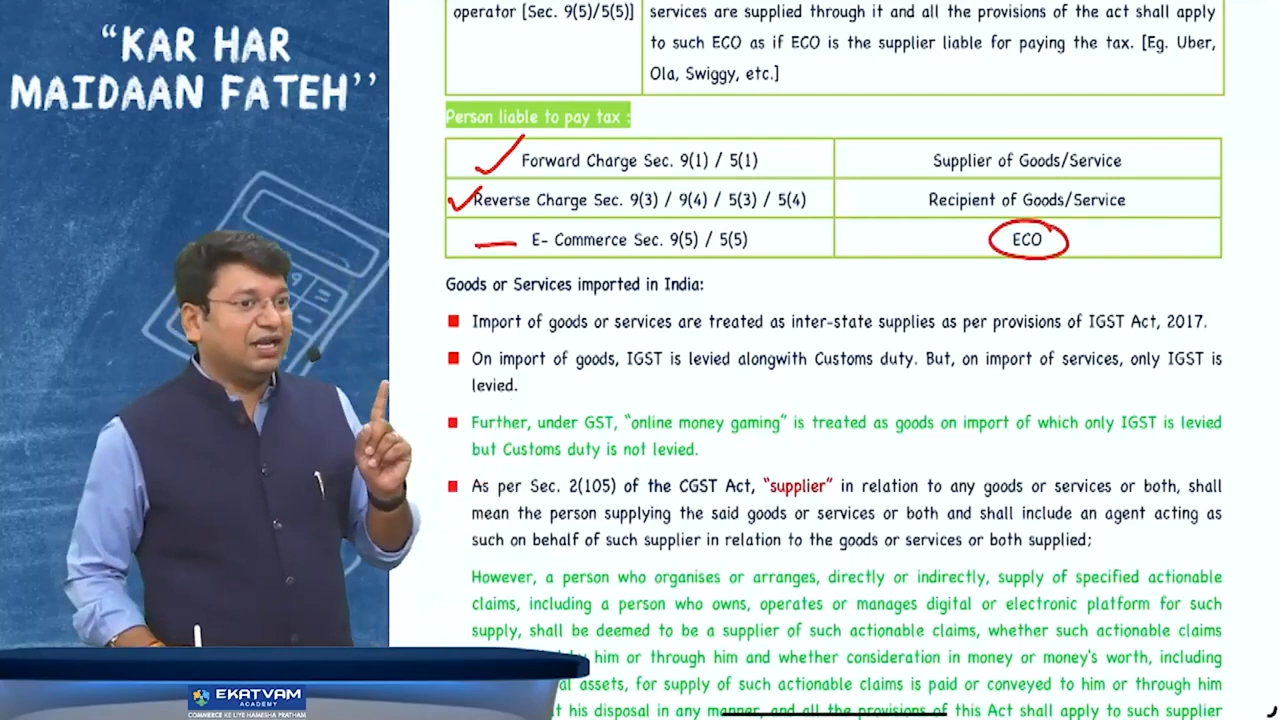 “KAR HAR
MAIDAAN FATEH’’
operator [Sec. 9(5)/5(5)]
services are supplied through it and all the provisions of the act shall apply
to such ECO as if ECO is the supplier liable for paying the tax. [Eg. Uber,
Ola, Swiggy, etc.]
Person liable to pay tax :
Forward Charge Sec. 9(1) / 5(1)
Supplier of Goods/Service
Reverse Charge Sec. 9(3) / 9(4) / 5(3) / 5(4)
Recipient of Goods/Service
E- Commerce Sec. 9(5) / 5(5)
ECO
Goods or Services imported in India:
Import of goods or services are treated as inter-state supplies as per provisions of IGST Act, 2017.
On import of goods, IGST is levied alongwith Customs duty. But, on import of services, only IGST is
levied.
Further, under GST, “online money gaming” is treated as goods on import of which only IGST is levied
but Customs duty is not levied.
As per Sec. 2(105) of the CGST Act, “supplier” in relation to any goods or services or both, shall
mean the person supplying the said goods or services or both and shall include an agent acting as
such on behalf of such supplier in relation to the goods or services or both supplied;
However, a person who organises or arranges, directly or indirectly, supply of specified actionable
claims, including a person who owns, operates or manages digital or electronic platform for such
supply, shall be deemed to be a supplier of such actionable claims, whether such actionable claims
him or through him and whether consideration in money or money's worth, including
assets, for supply of such actionable claims is paid or conveyed to him or through him
his disposal in any manner, and all the provisions of this Act shall apply to such supplier
EKATVAM
ACADEMY
COMMERCE KE LIYE HAMESHA PRATHAM